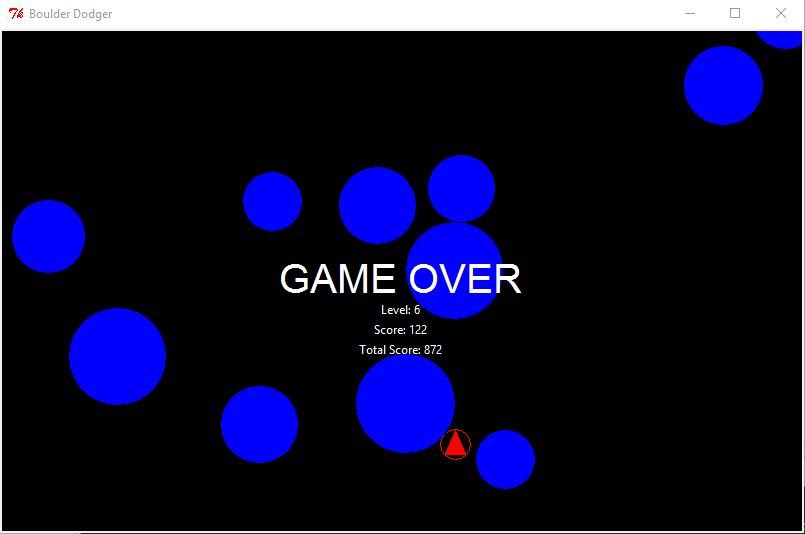 Boulder Dodger
GAME OVER
Level: 6
Score: 122
Total Score: 872